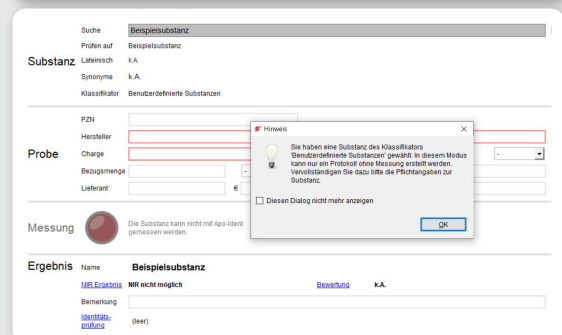 Suche Beispielsubstanz
Prüfen auf Beispielsubstanz
Substanz Lateinisch k.A.
Synonyme k.A.
Klassifikator Benutzerdefinierte Substanzen
PZN
Hersteller
Probe Charge
Bezugsmenge -
Lieferant €
-
Hinweis
Sie haben eine Substanz des Klassifikators
'Benutzerdefinierte Substanzen' gewählt. In diesem Modus
kann nur ein Protokoll ohne Messung erstellt werden.
Vervollständigen Sie dazu bitte die Pflichtangaben zur
Substanz.
Diesen Dialog nicht mehr anzeigen
OK
Messung Die Substanz kann nicht mit Apo-Ident
gemessen werden.
Ergebnis Name Beispielsubstanz
NIR Ergebnis NIR nicht möglich Bewertung k.A.
Bemerkung
Identitäts-
prüfung (leer)